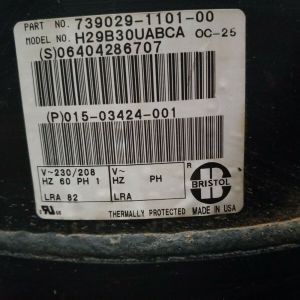 PART NO. 739029-1101-00
MODEL NO. H29B30UABCA OC-25
(S)06404286707
(P)015-03424-001
V~230/208 V~
HZ 60 PH 1 HZ PH
LRA 82 LRA
R
H
BRISTOL
THERMALLY PROTECTED MADE IN USA